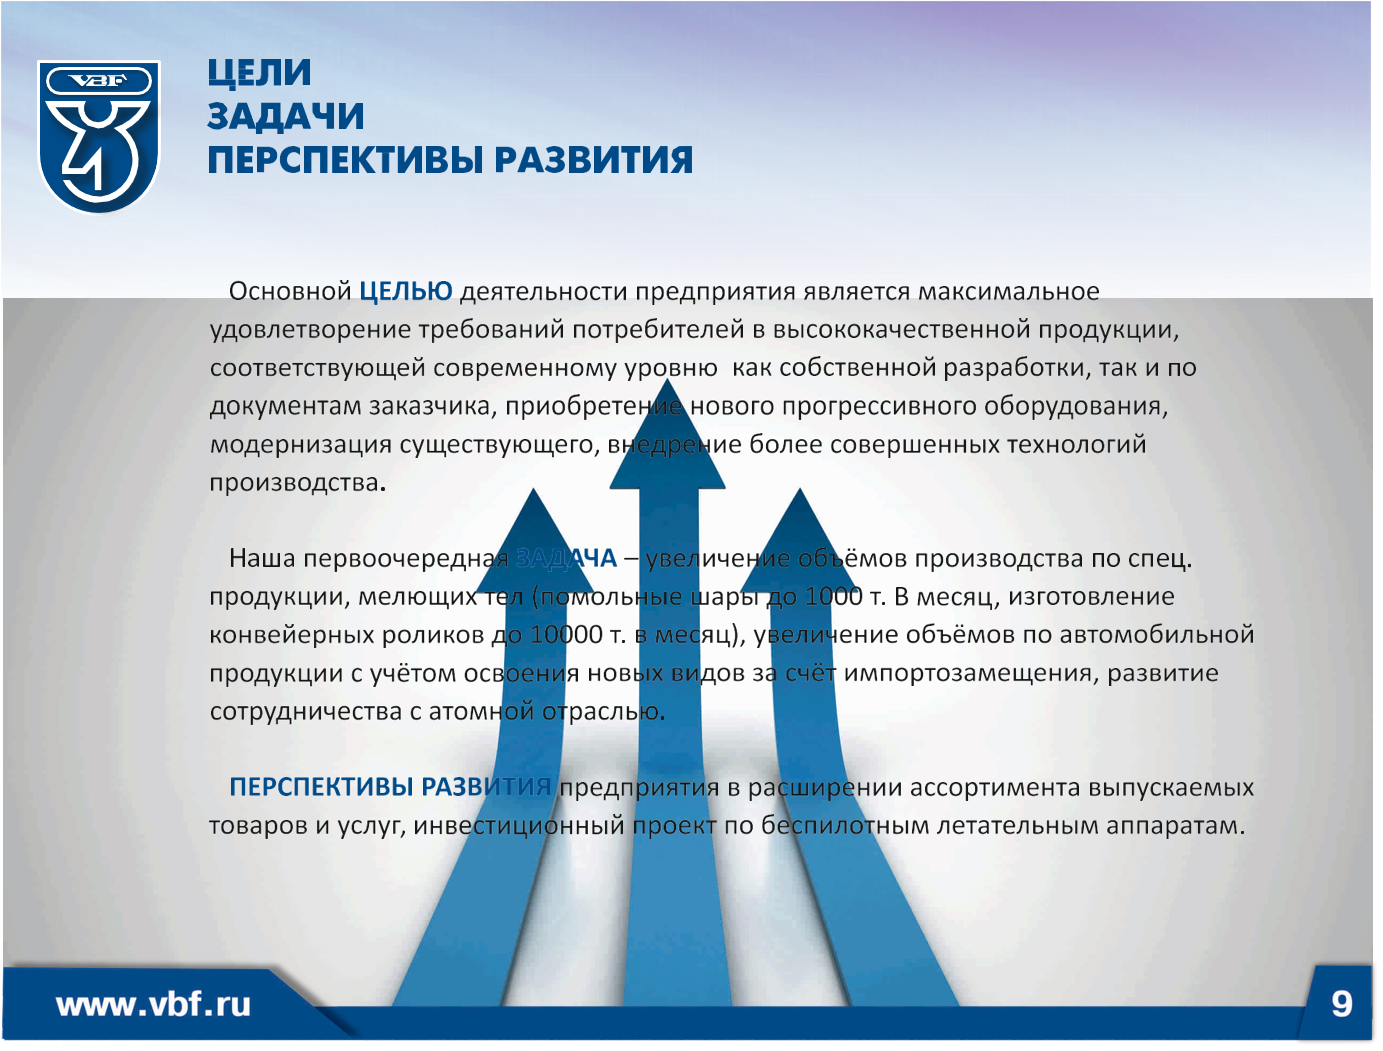 VBF
ЦЕЛИ
ЗАДАЧИ
ПЕРСПЕКТИВЫ РАЗВИТИЯ
Основной ЦЕЛЬЮ деятельности предприятия является максимальное
удовлетворение требований потребителей в высококачественной продукции,
соответствующей современному уровню как собственной разработки, так и по
документам заказчика, приобретение нового прогрессивного оборудования,
модернизация существующего, внедрение более совершенных технологий
производства.
Наша первоочередная ЗАДАЧА – увеличение объёмов производства по спец.
продукции, мелющих тел (помольные шары до 1000 т. В месяц, изготовление
конвейерных роликов до 10000 т. в месяц), увеличение объёмов по автомобильной
продукции с учётом освоения новых видов за счёт импортозамещения, развитие
сотрудничества с атомной отраслью.
ПЕРСПЕКТИВЫ РАЗВИТИЯ предприятия в расширении ассортимента выпускаемых
товаров и услуг, инвестиционный проект по беспилотным летательным аппаратам.
www.vbf.ru
9